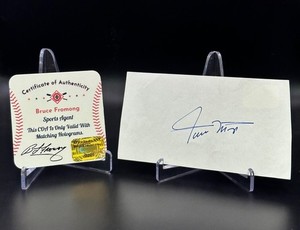 Certificate of Authenticity
Bruce Fromong
Sports Agent
This COA Is Only Valid With
Matching Holograms